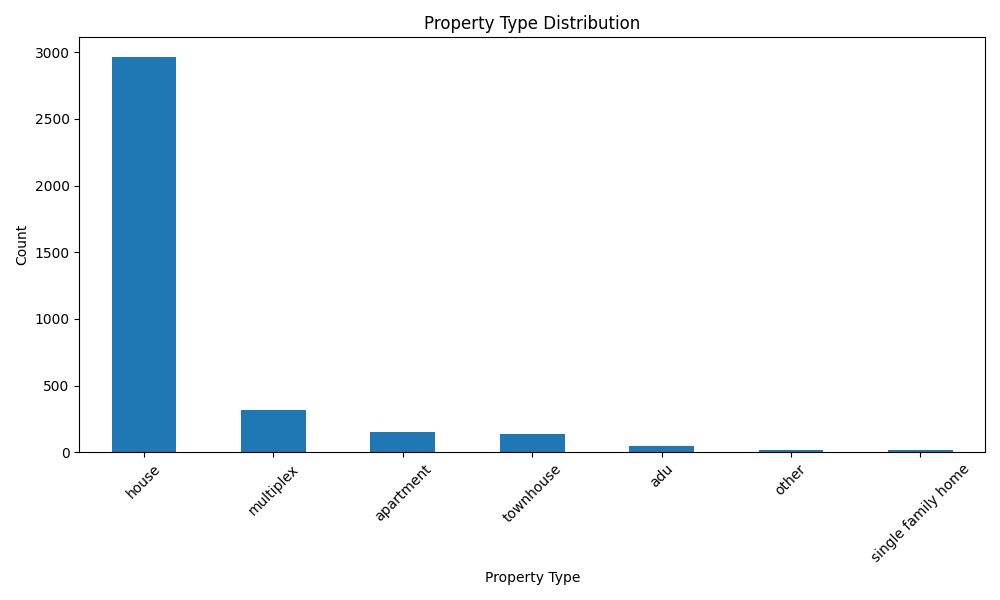 Property Type Distribution
3000
2500
2000
1500
1000
500
0
Count
house
multiplex
apartment
townhouse
adu
other
single family home
Property Type